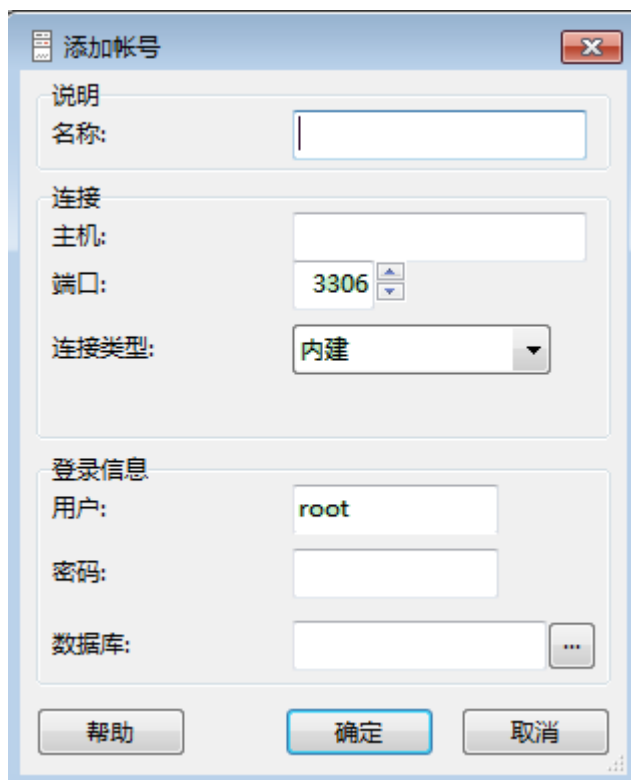 添加帐号
说明
名称:
连接
主机:
端口: 3306
连接类型: 内建
登录信息
用户: root
密码:
数据库: ...
帮助 确定 取消